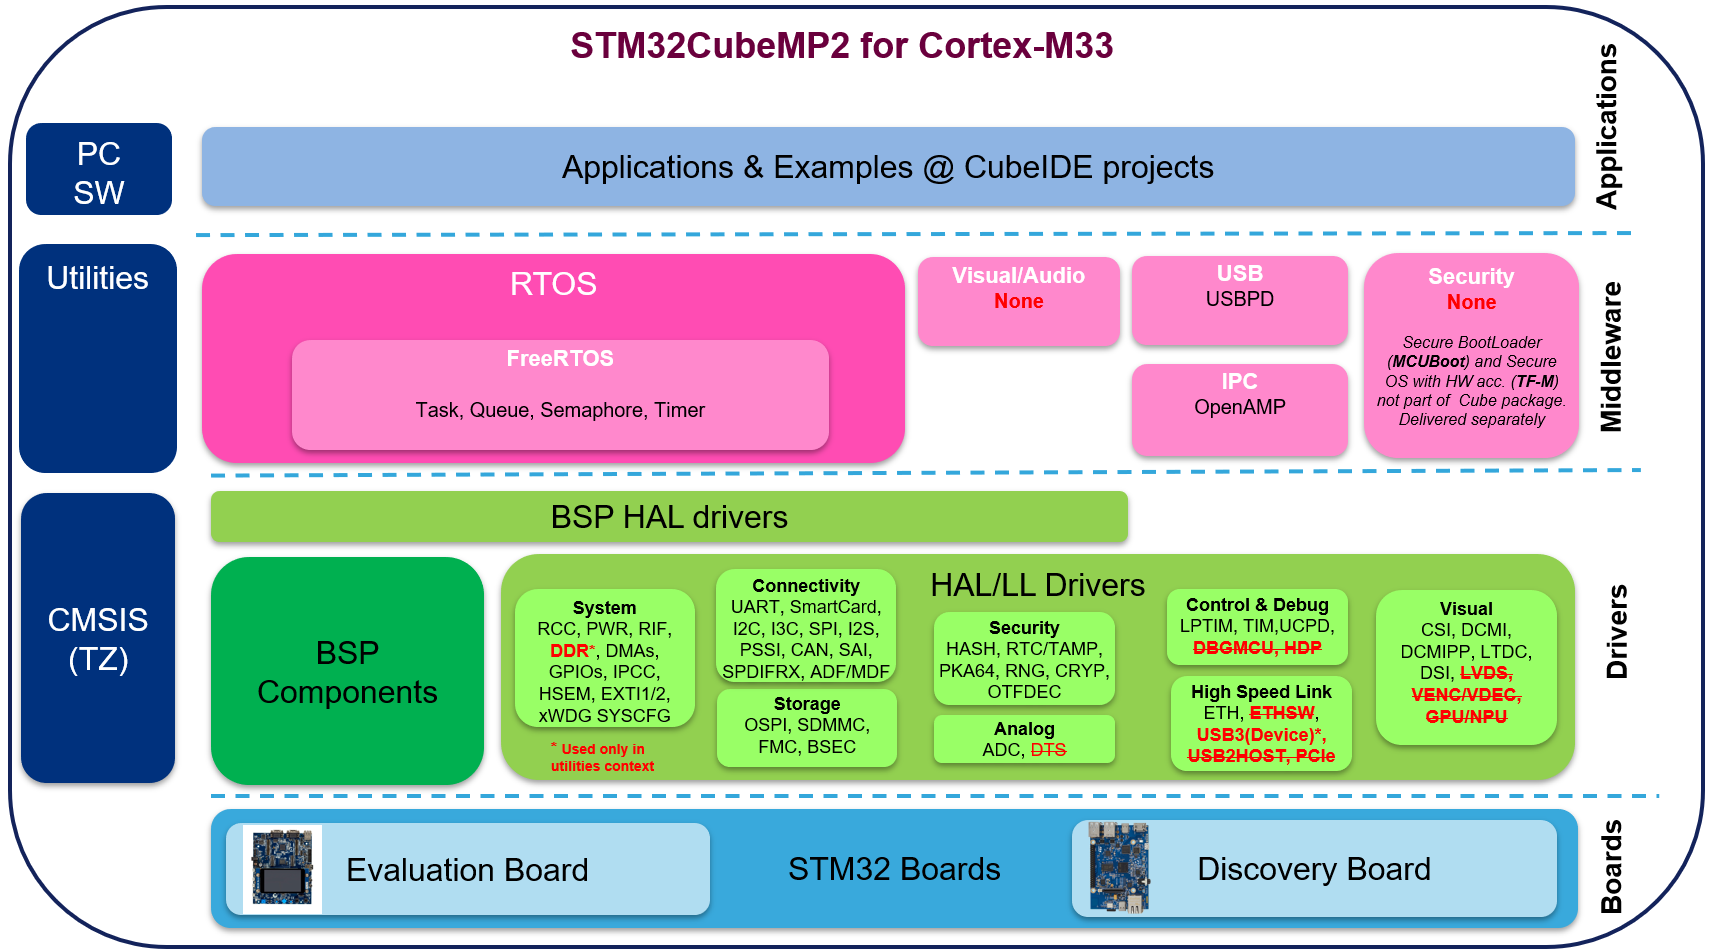 STM32CubeMP2 for Cortex-M33
Applications
PC
SW
Applications & Examples @ CubeIDE projects
Utilities
RTOS
FreeRTOS
Task, Queue, Semaphore, Timer
Visual/Audio
None
USB
USBPD
IPC
OpenAMP
Security
None
Secure BootLoader
(MCUBoot) and Secure
OS with HW acc. (TF-M)
not part of Cube package.
Delivered separately
Middleware
CMSIS
(TZ)
BSP HAL drivers
BSP
Components
HAL/LL Drivers
System
RCC, PWR, RIF,
DDR*, DMAs,
GPIOs, IPCC,
HSEM, EXTI1/2,
xWDG SYSCFG
* Used only in
utilities context
Connectivity
UART, SmartCard,
I2C, I3C, SPI, I2S,
PSSI, CAN, SAI,
SPDIFRX, ADF/MDF
Storage
OSPI, SDMMC,
FMC, BSEC
Security
HASH, RTC/TAMP,
PKA64, RNG, CRYP,
OTFDEC
Analog
ADC, DTS
Control & Debug
LPTIM, TIM,UCPD,
DBGMCU, HDP
High Speed Link
ETH, ETHSW,
USB3(Device)*,
USB2HOST, PCIe
Visual
CSI, DCMI,
DCMIPP, LTDC,
DSI, LVDS,
VENC/VDEC,
GPU/NPU
Drivers
Evaluation Board
STM32 Boards
Discovery Board
Boards